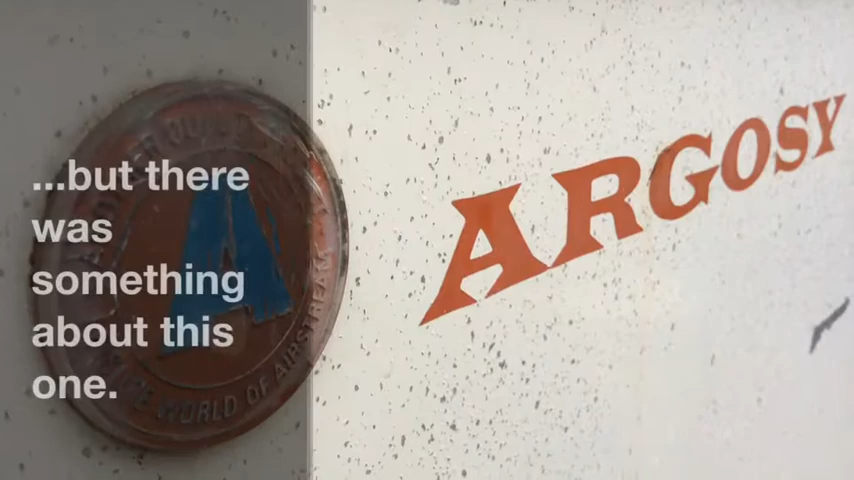 ...but there
was
something
about this
one.
ARGOSY
WORLD OF AIRSTREAM